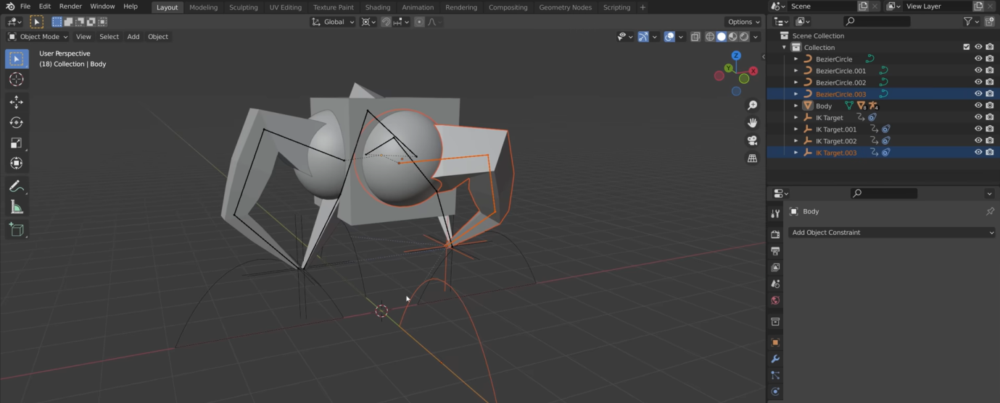 File Edit Render Window Help Layout Modeling Sculpting UV Editing Texture Paint Shading Animation Rendering Compositing Geometry Nodes Scripting + Scene View Layer
Global Options
Object Mode View Select Add Object
User Perspective
(18) Collection | Body
Z
Y
X
Scene Collection
Collection
BezierCircle
BezierCircle.001
BezierCircle.002
BezierCircle.003
Body 8 4
IK Target
IK Target.001
IK Target.002
IK Target.003
Body
Add Object Constraint